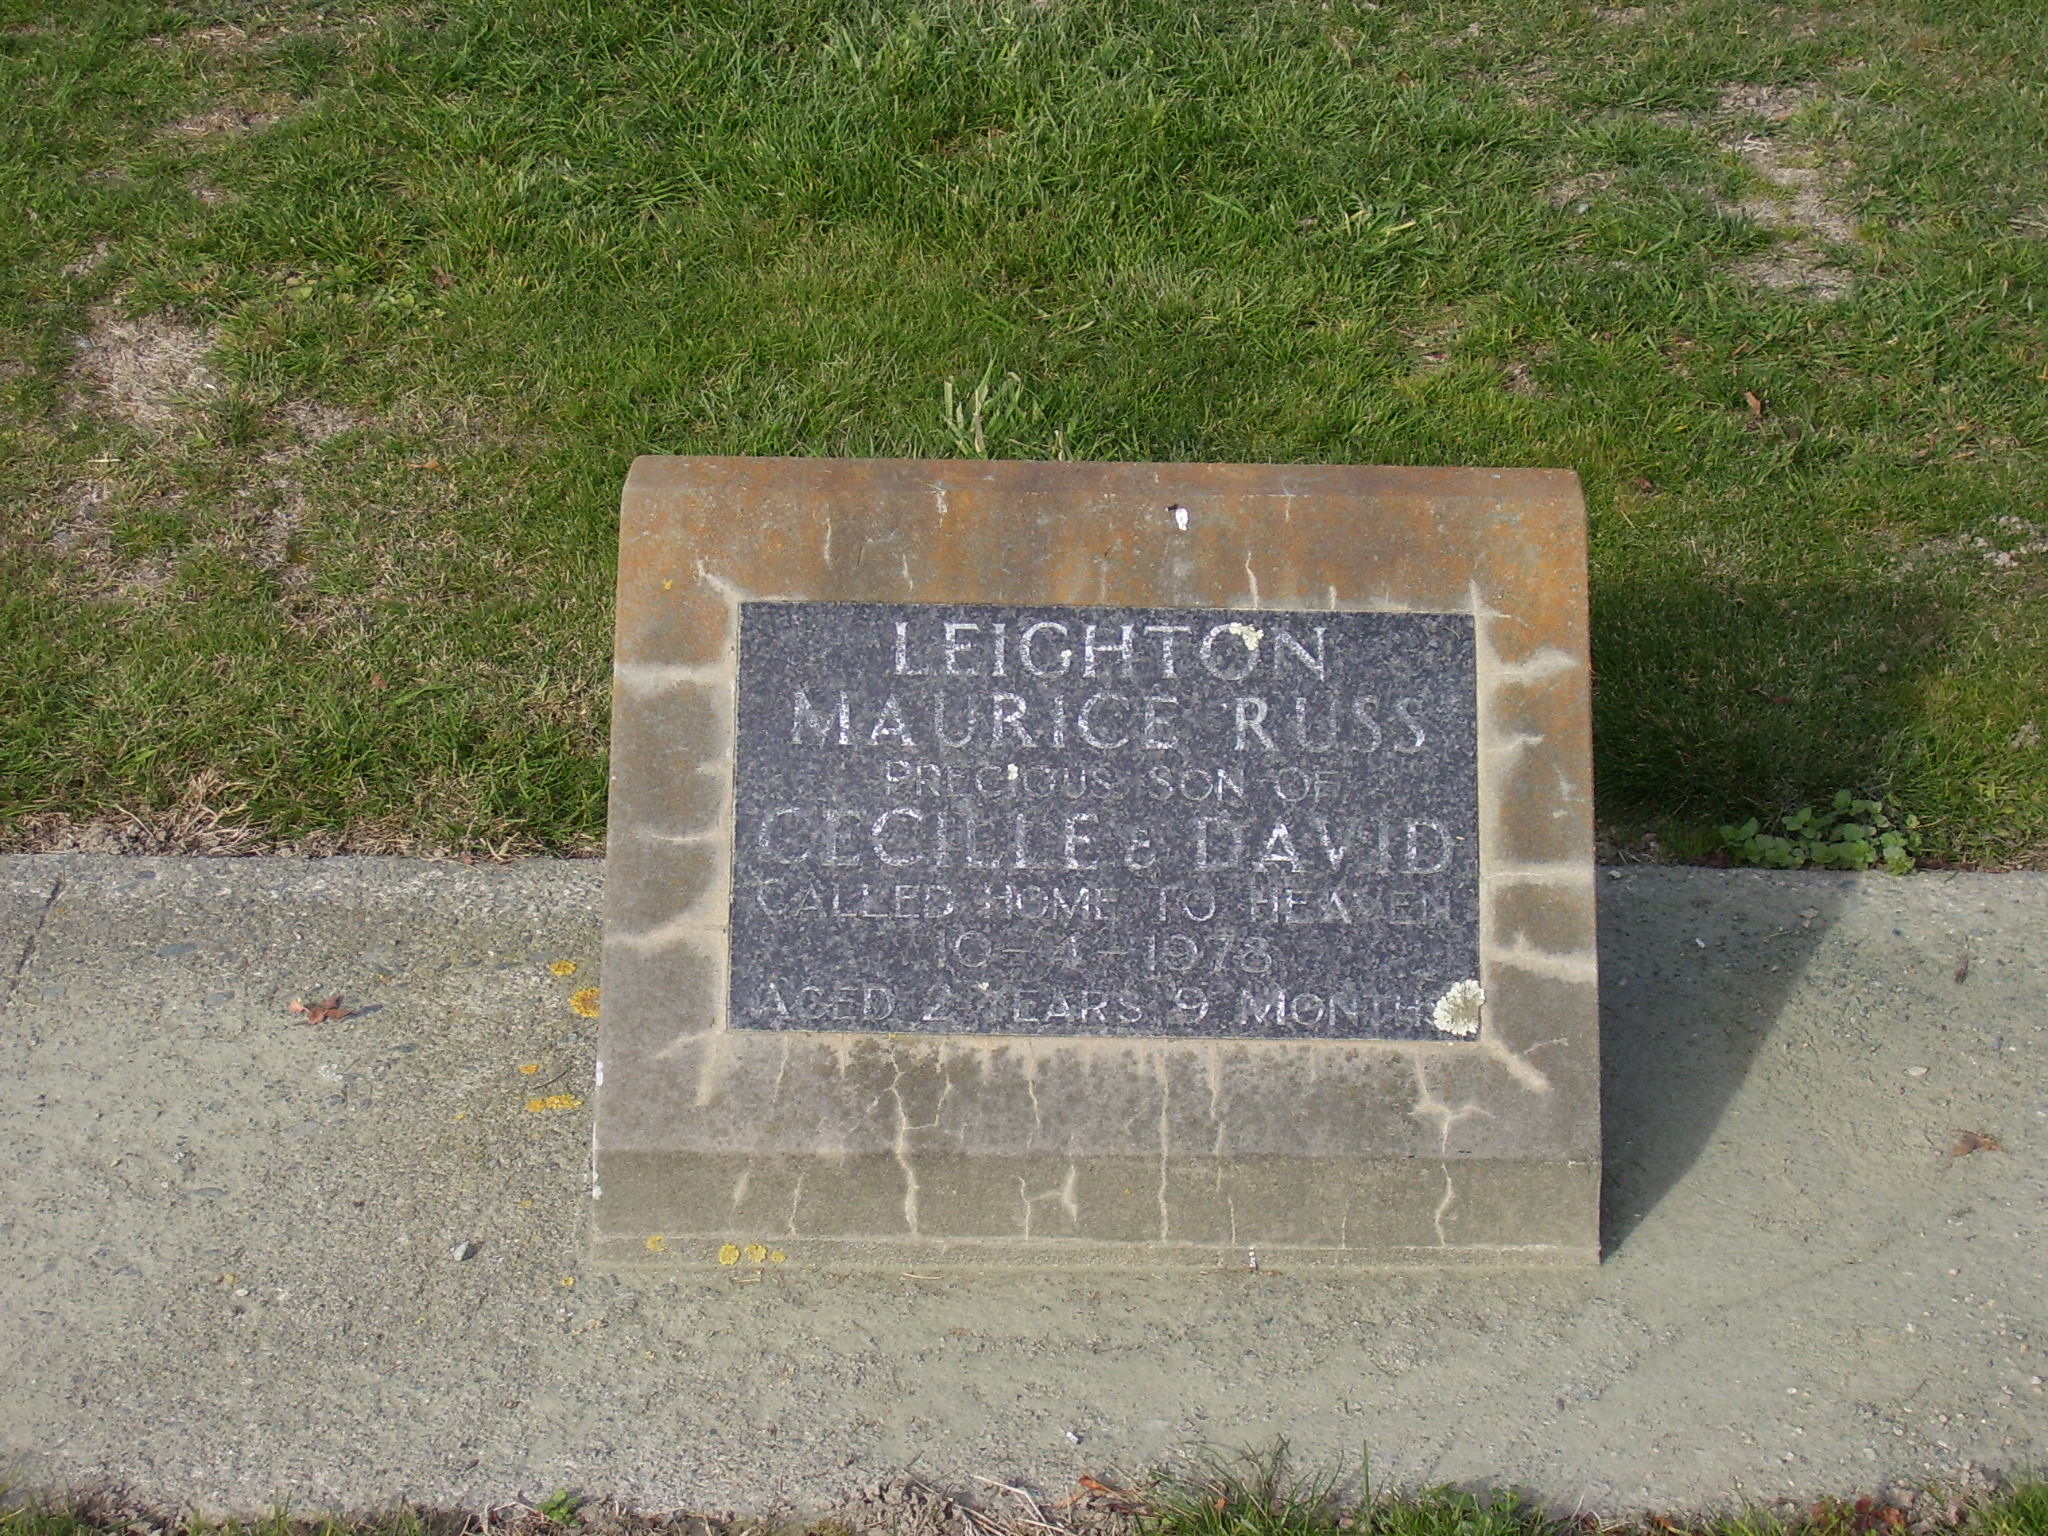 LEIGHTON
MAURICE RUSS
PRECIOUS SON OF
CECILLE & DAVID
CALLED HOME TO HEAVEN
10-4-1978
AGED 2 YEARS 9 MONTHS